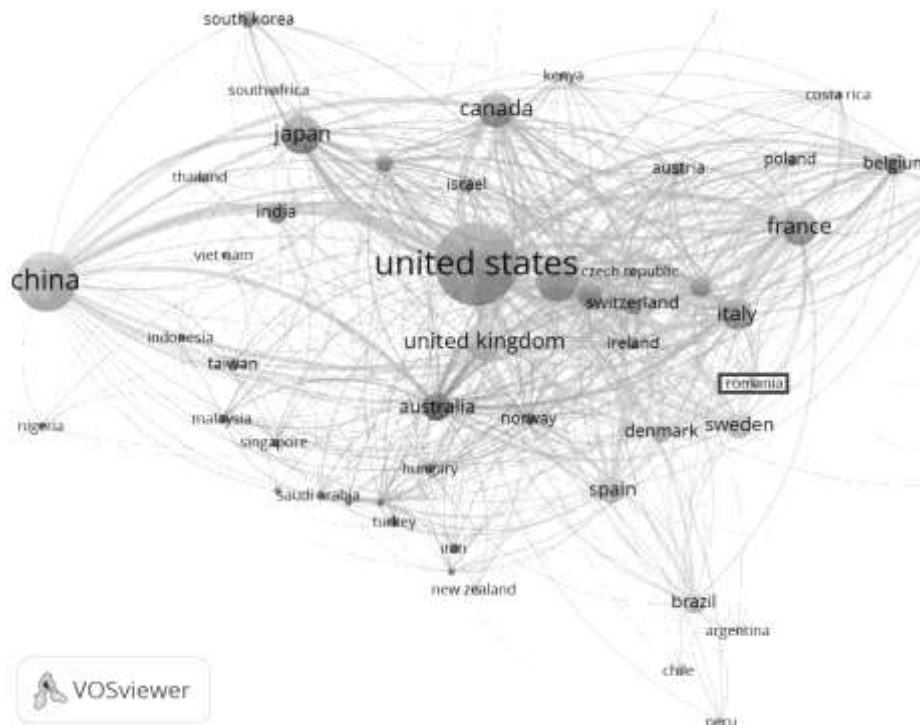 south korea
kenya
south africa
costa rica
canada
japan
belgium
poland
austria
thailand
israel
india
france
viet nam
united states
czech republic
china
switzerland
italy
indonesia
united kingdom
ireland
taiwan
romania
australia
malaysia
norway
nigeria
denmark
sweden
singapore
hungary
spain
saudi arabia
turkey
iran
new zealand
brazil
argentina
chile
VOSviewer
peru